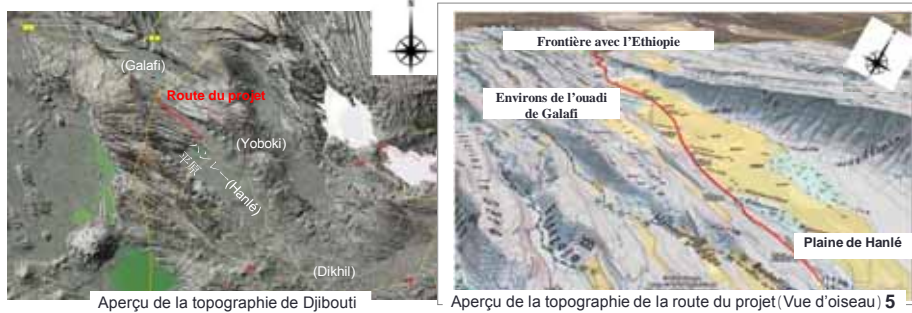 (Galafi)
Route du projet
(Yoboki)
ハンレー(Hanlé)
平原
(Dikhil)
Aperçu de la topographie de Djibouti
Frontière avec l'Ethiopie
Environs de l'ouadi
de Galafi
Plaine de Hanlé
Aperçu de la topographie de la route du projet(Vue d'oiseau) 5